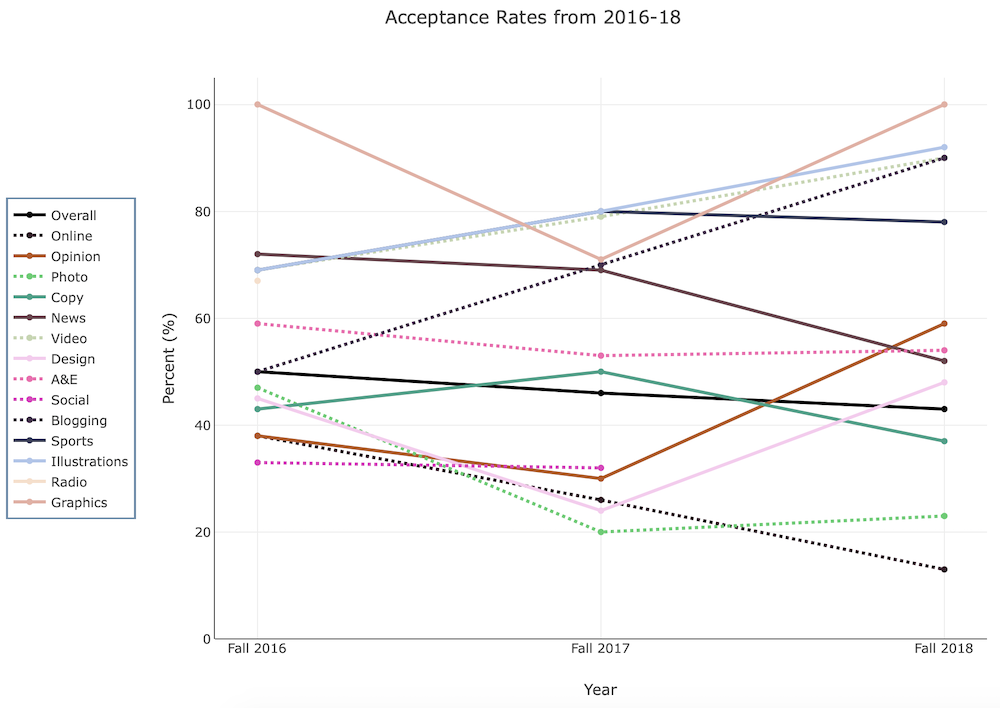 Acceptance Rates from 2016-18
Overall
Online
Opinion
Photo
Copy
News
Video
Design
A&E
Social
Blogging
Sports
Illustrations
Radio
Graphics
Percent (%)
100
80
60
40
20
0
Fall 2016 Fall 2017 Fall 2018
Year